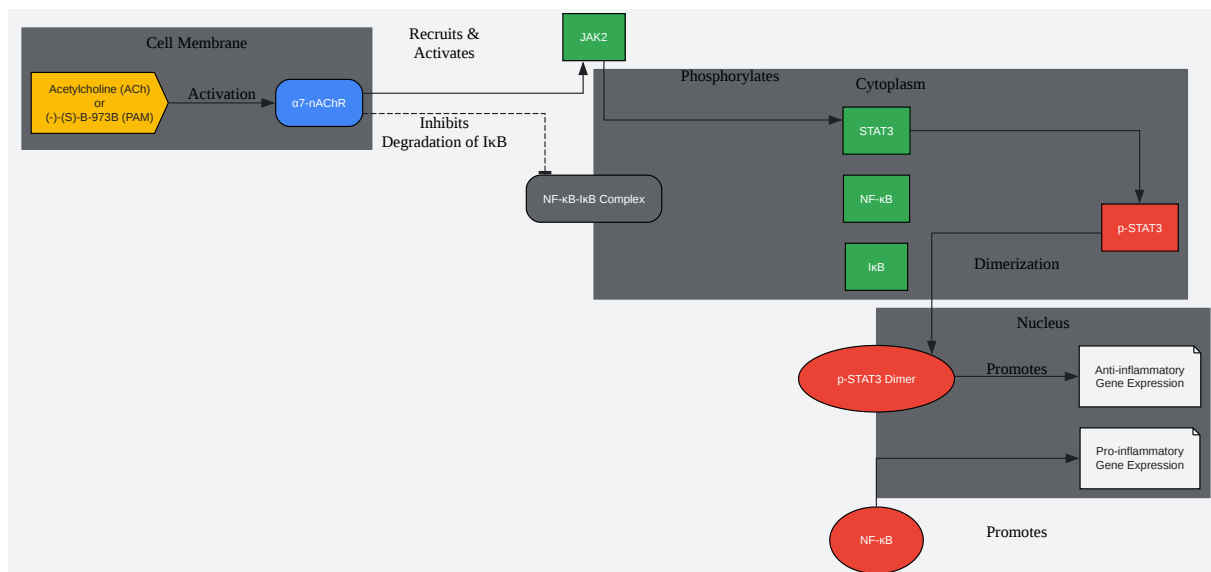 Cell Membrane
Acetylcholine (ACh)
or
(-)-(S)-B-973B (PAM)
Activation
α7-nAChR
Recruits &
Activates
JAK2
Inhibits
Degradation of IκB
NF-κB-IκB Complex
Phosphorylates
Cytoplasm
STAT3
NF-κB
IκB
p-STAT3
Dimerization
Nucleus
p-STAT3 Dimer
Promotes
Anti-inflammatory
Gene Expression
Pro-inflammatory
Gene Expression
NF-κB
Promotes